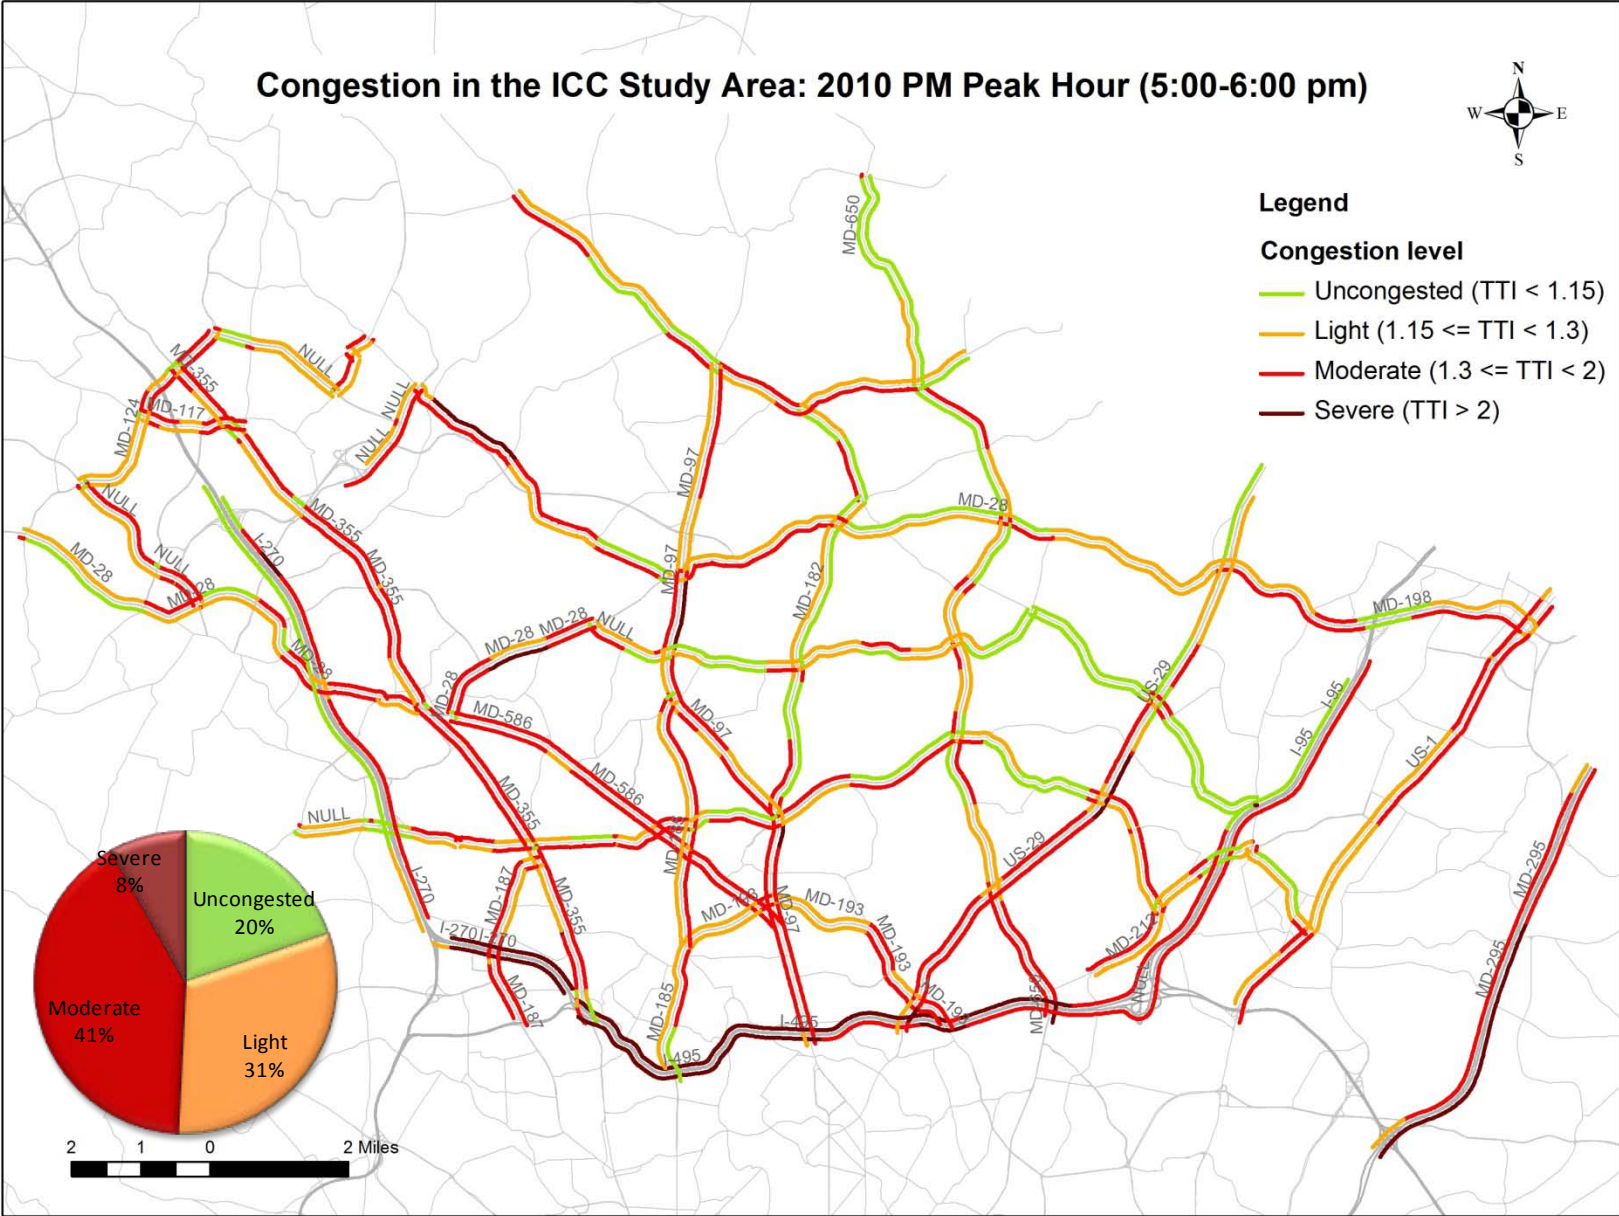 Congestion in the ICC Study Area: 2010 PM Peak Hour (5:00-6:00 pm)
N
W
E
S
Legend
Congestion level
Uncongested (TTI < 1.15)
Light (1.15 <= TTI < 1.3)
Moderate (1.3 <= TTI < 2)
Severe (TTI > 2)
MD-650
MD-355
NULL
NULL
MD-117
MD-124
NULL
MD-97
NULL
MD-355
MD-28
I-270
NULL
MD-28
MD-355
MD-97
MD-28
MD-182
MD-198
MD-28
MD-28
NULL
MD-28
MD-28
US-29
I-95
MD-586
MD-97
I-95
US-1
MD-586
MD-355
NULL
US-29
MD-295
I-270
MD-187
MD-355
MD-193
MD-97
MD-193
I-270
I-270
MD-193
MD-212
MD-295
NULL
MD-187
MD-185
I-495
I-495
Severe
8%
Uncongested
20%
Moderate
41%
Light
31%
2 1 0 2 Miles